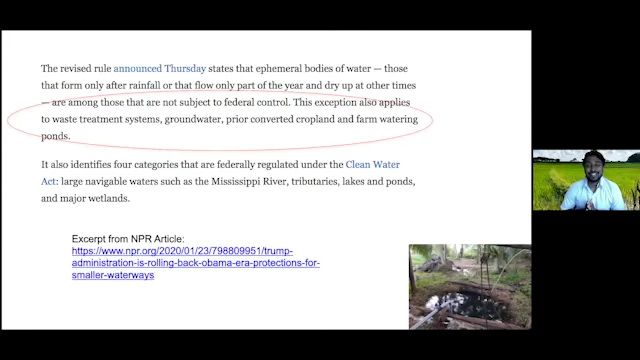 The revised rule announced Thursday states that ephemeral bodies of water — those
that form only after rainfall or that flow only part of the year and dry up at other times
— are among those that are not subject to federal control. This exception also applies
to waste treatment systems, groundwater, prior converted cropland and farm watering
ponds.
It also identifies four categories that are federally regulated under the Clean Water
Act: large navigable waters such as the Mississippi River, tributaries, lakes and ponds,
and major wetlands.
Excerpt from NPR Article:
https://www.npr.org/2020/01/23/798809951/trump-
administration-is-rolling-back-obama-era-protections-for-
smaller-waterways